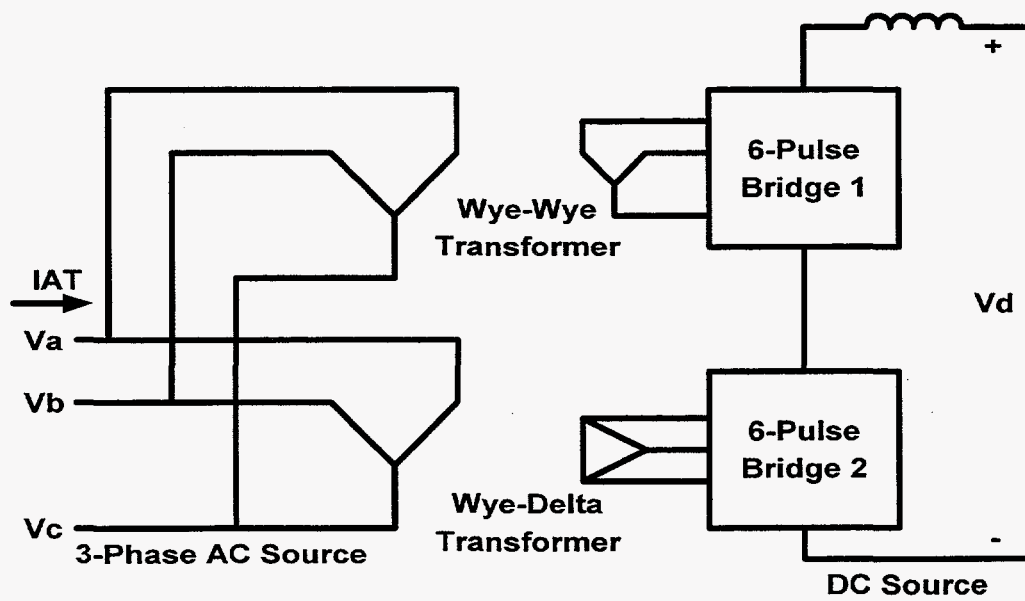 +
6-Pulse
Bridge 1
Wye-Wye
Transformer
IAT
Va
Vd
Vb
6-Pulse
Bridge 2
Wye-Delta
Transformer
Vc
3-Phase AC Source
-
DC Source